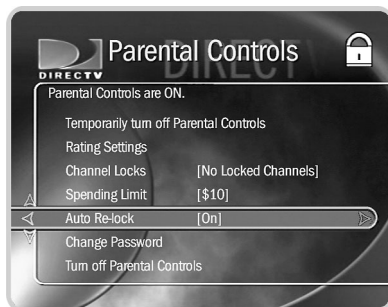 Parental Controls
DIRECTV
Parental Controls are ON.
Temporarily turn off Parental Controls
Rating Settings
Channel Locks [No Locked Channels]
Spending Limit [$10]
Auto Re-lock [On]
Change Password
Turn off Parental Controls